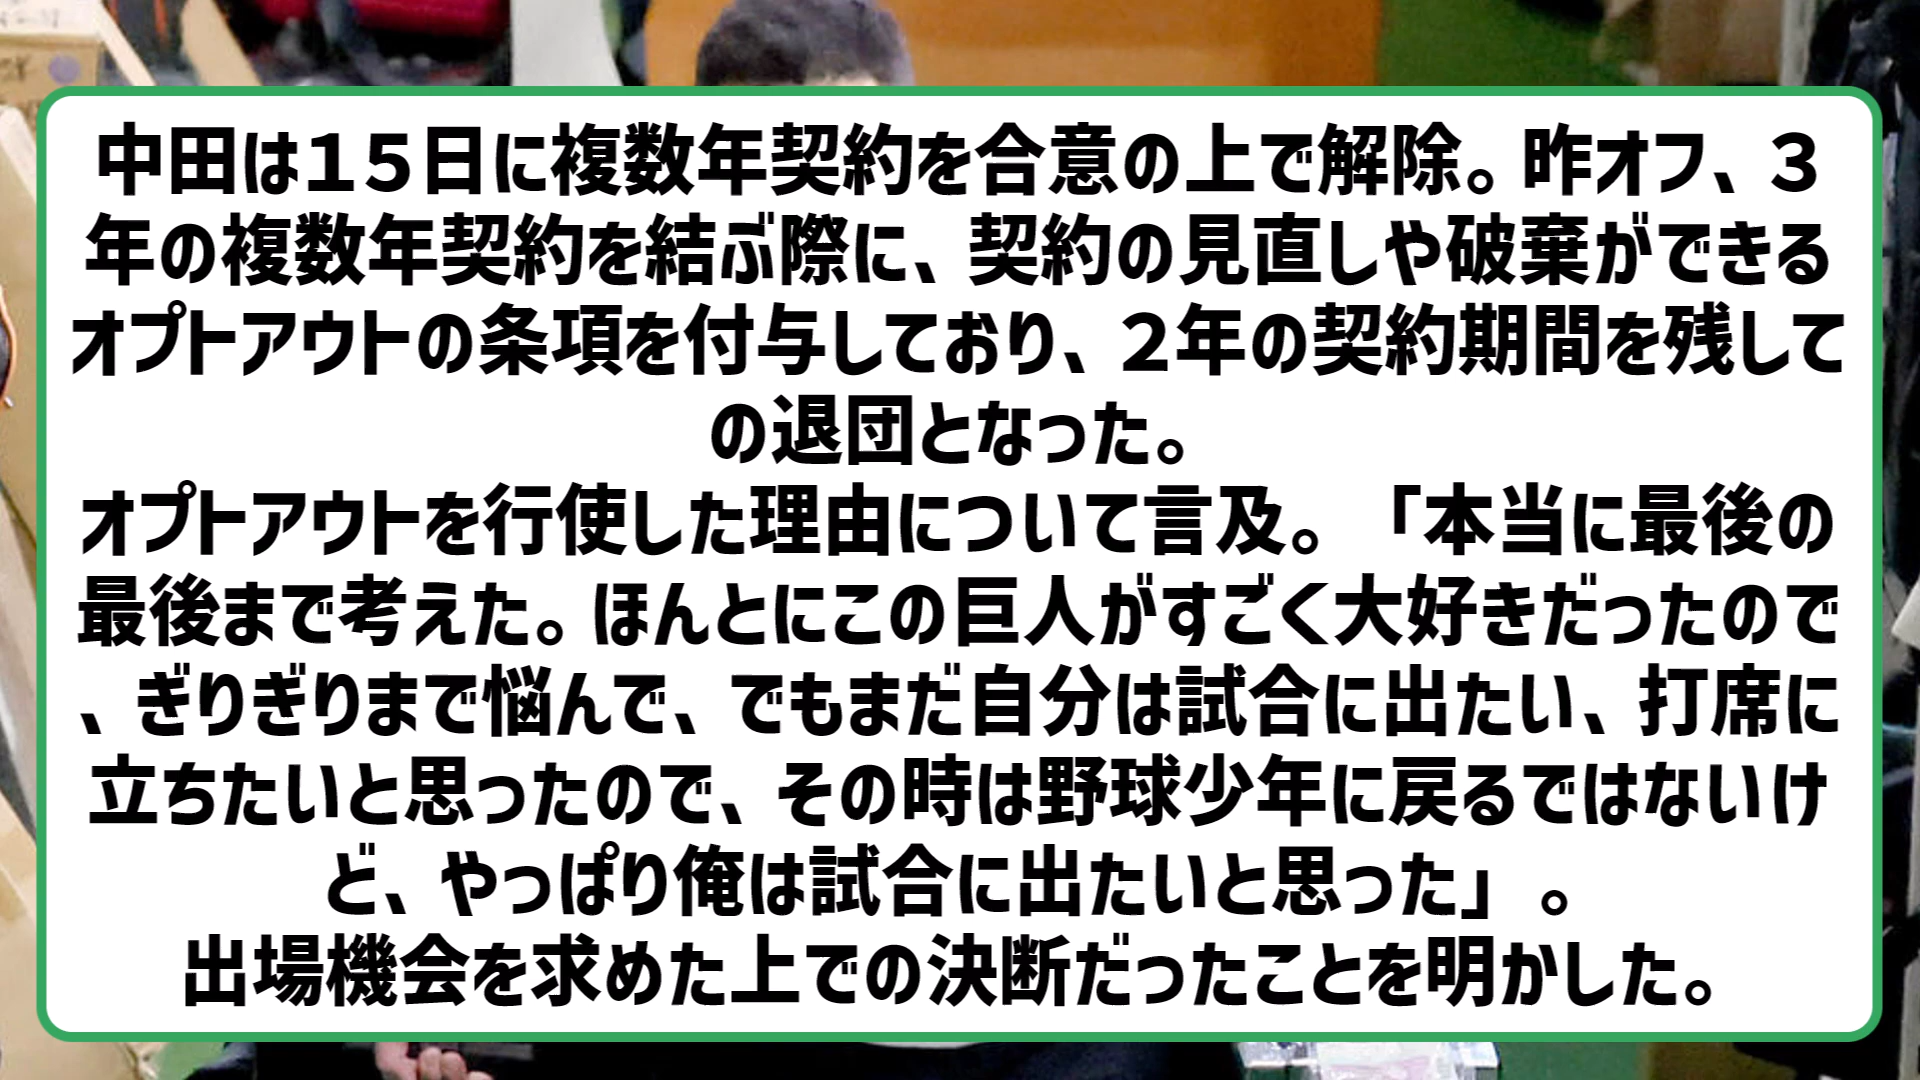 中田は１５日に複数年契約を合意の上で解除。昨オフ、３
年の複数年契約を結ぶ際に、契約の見直しや破棄ができる
オプトアウトの条項を付与しており、２年の契約期間を残して
の退団となった。
オプトアウトを行使した理由について言及。「本当に最後の
最後まで考えた。ほんとにこの巨人がすごく大好きだったので
、ぎりぎりまで悩んで、でもまだ自分は試合に出たい、打席に
立ちたいと思ったので、その時は野球少年に戻るではないけ
ど、やっぱり俺は試合に出たいと思った」。
出場機会を求めた上での決断だったことを明かした。